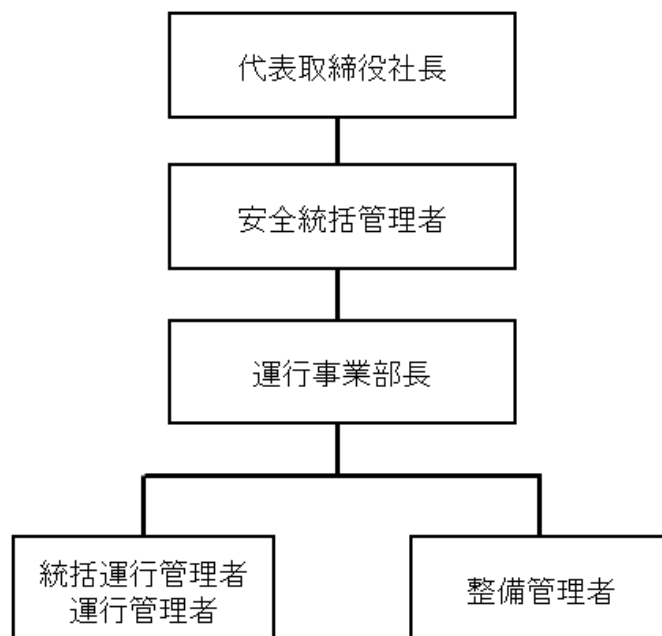 代表取締役社長
安全統括管理者
運行事業部長
統括運行管理者
運行管理者
整備管理者